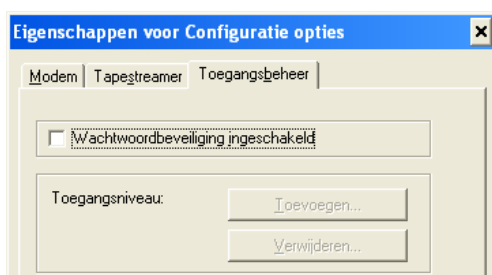 Eigenschappen voor Configuratie opties
Modem Tapestreamer Toegangsbeheer
Wachtwoordbeveiliging ingeschakeld
Toegangsniveau: Toevoegen...
Verwijderen...